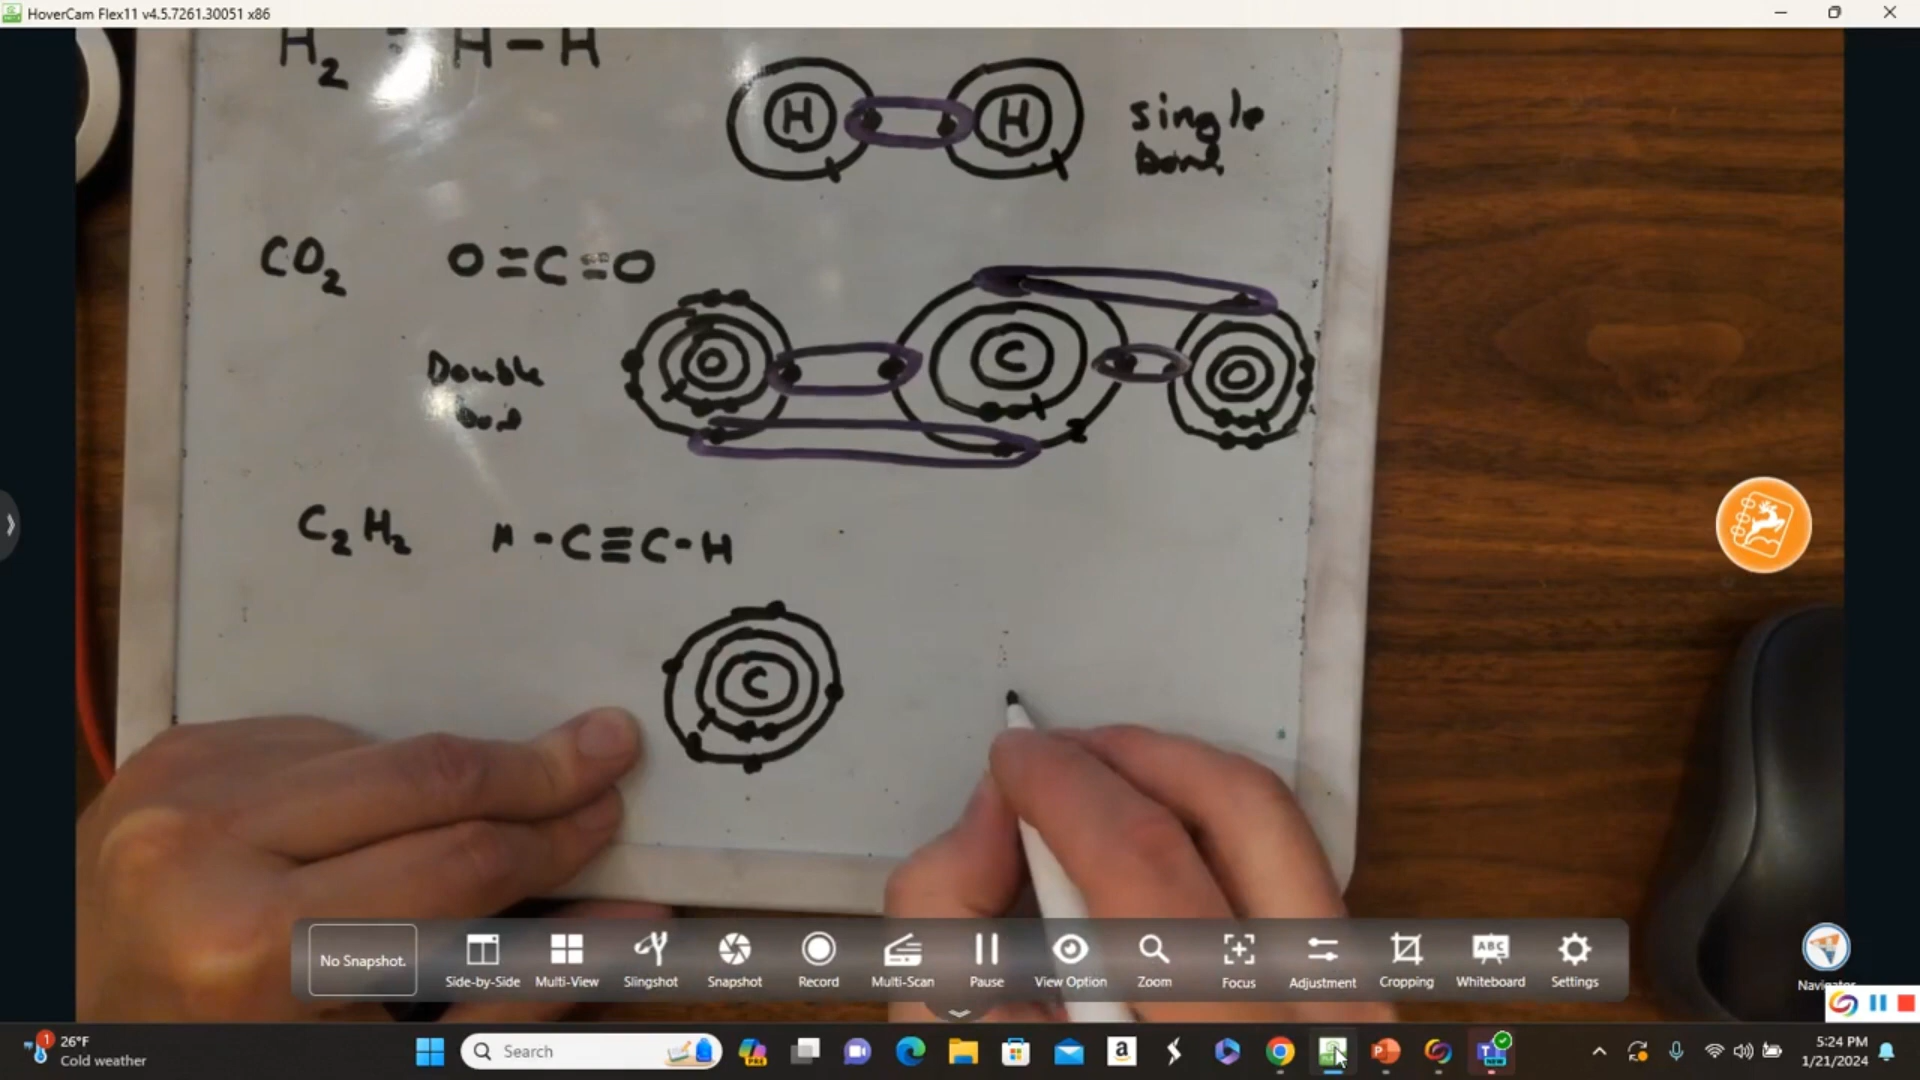 HoverCam Flex11 v4.5.7261.30051 x86
H2 = H-H
H H
single bond
CO2 O=C=O
O C O
Double bond
C2H2 H-C≡C-H
C
No Snapshot.
Side-by-Side
Multi-View
Slingshot
Snapshot
Record
Multi-Scan
Pause
View Option
Zoom
Focus
Adjustment
Cropping
ABC
Whiteboard
Settings
1
26°F
Cold weather
Search
5:24 PM
1/21/2024